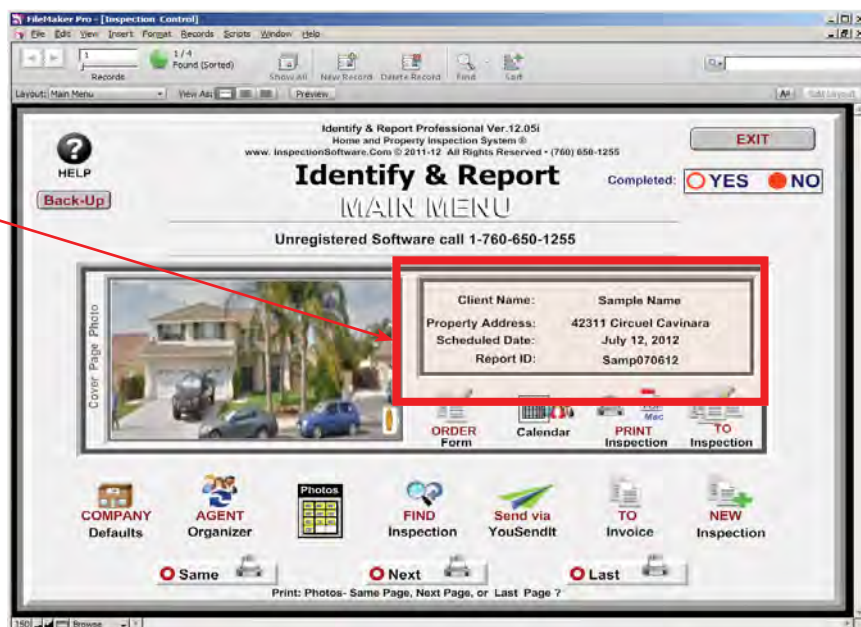 FileMaker Pro - [Inspection Control]
File Edit View Insert Format Records Scripts Window Help
1
1/4
Found (Sorted)
Records
Show All New Record Delete Record Find Sort
Layout: Main Menu View As: Preview Edit Layout
Identify & Report Professional Ver.12.05i
Home and Property Inspection
System ®
www. InspectionSoftware.Com © 2011-12 All Rights Reserved • (760) 650-1255
HELP
EXIT
Back-Up
Identify & Report
Completed: YES NO
MAIN MENU
Unregistered Software call 1-760-650-1255
Cover Page Photo
Client Name: Sample Name
Property Address: 42311 Circuel Cavinara
Scheduled Date: July 12, 2012
Report ID: Samp070612
Mac
ORDER
Form
Calendar
PRINT
Inspection
TO
Inspection
COMPANY
Defaults
AGENT
Organizer
Photos
FIND
Inspection
Send via
YouSendIt
TO
Invoice
NEW
Inspection
Same Next Last
Print: Photos- Same Page, Next Page, or Last Page ?
150 Browse